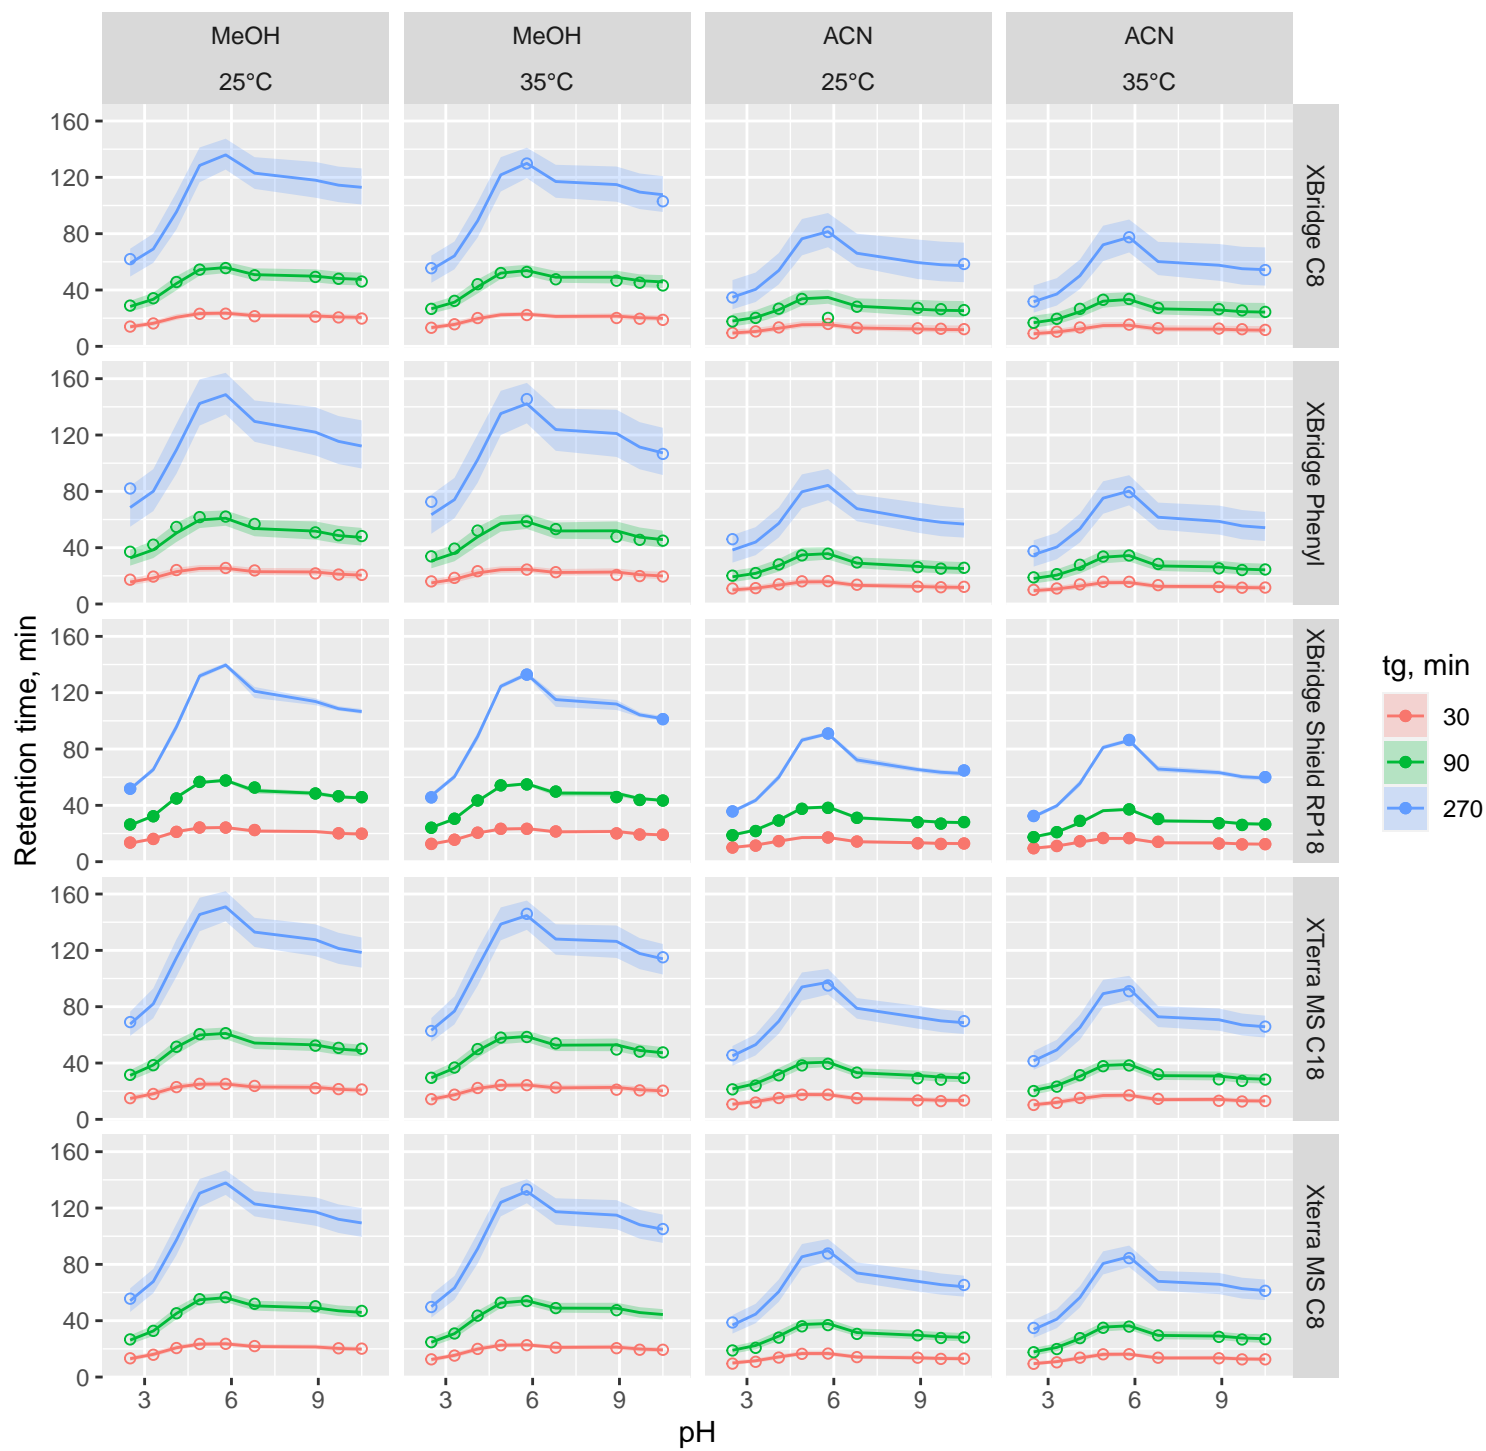 MeOH MeOH ACN ACN
25°C 35°C 25°C 35°C
160
120
80
40
0
XBridge C8
160
120
80
40
0
XBridge Phenyl
Retention time, min
160
120
80
40
0
XBridge Shield RP18
160
120
80
40
0
XTerra MS C18
160
120
80
40
0
Xterra MS C8
3 6 9 3 6 9 3 6 9 3 6 9
pH
tg, min
30
90
270